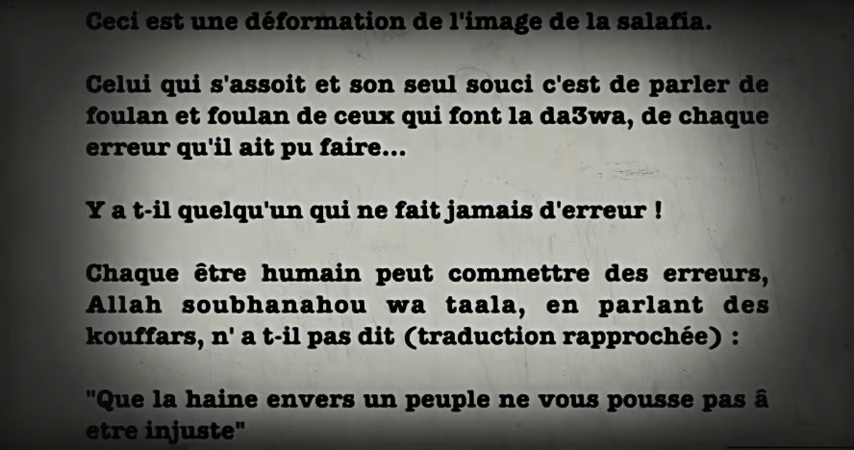 Ceci est une déformation de l'image de la salafia.
Celui qui s'assoit et son seul souci c'est de parler de
foulan et foulan de ceux qui font la da3wa, de chaque
erreur qu'il ait pu faire...
Y a t-il quelqu'un qui ne fait jamais d'erreur !
Chaque être humain peut commettre des erreurs,
Allah soubhanahou wa taala, en parlant des
kouffars, n' a t-il pas dit (traduction rapprochée) :
"Que la haine envers un peuple ne vous pousse pas â
etre injuste"